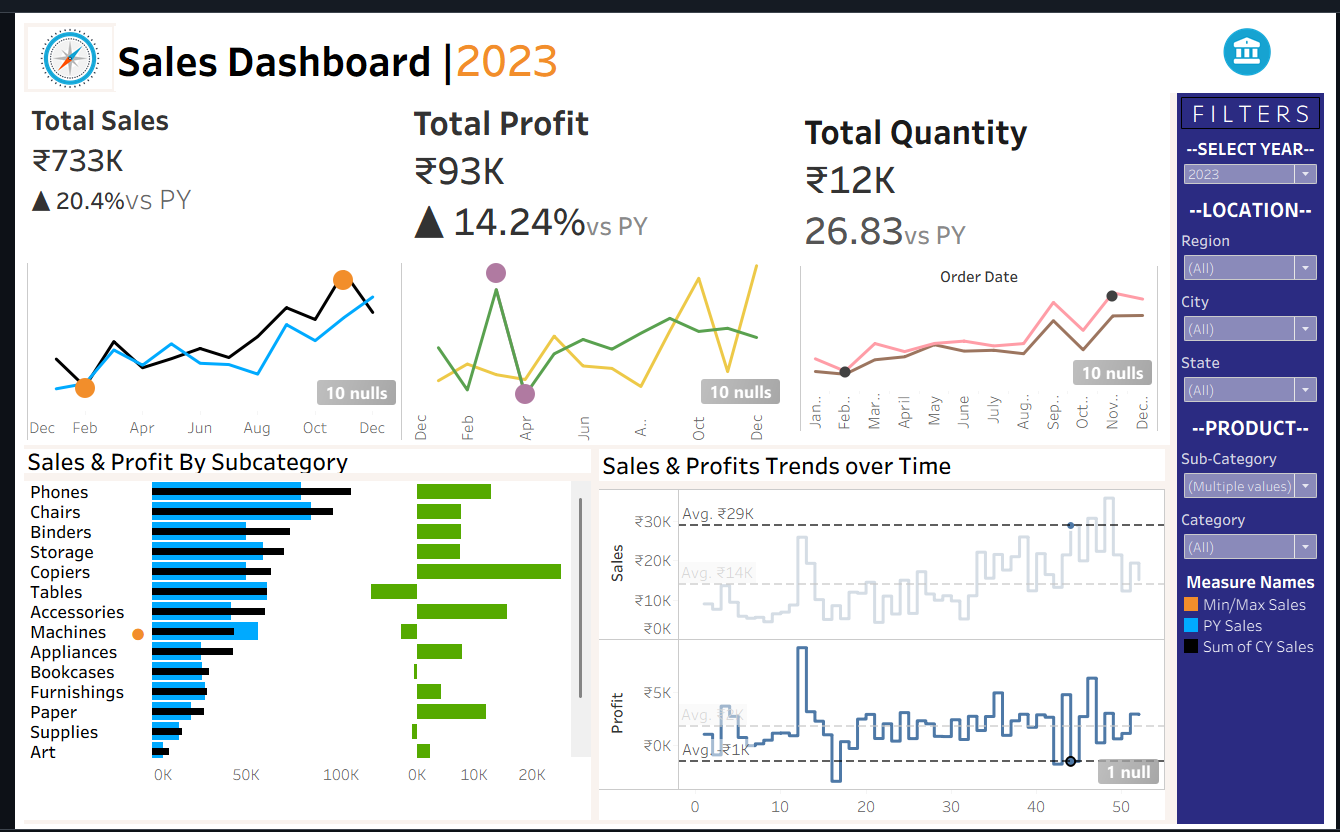 Sales Dashboard |2023
Total Sales
₹733K
▲ 20.4%vs PY
Total Profit
₹93K
▲ 14.24%vs PY
Total Quantity
₹12K
26.83vs PY
10 nulls
Dec Feb Apr Jun Aug Oct Dec
10 nulls
Dec Feb Apr Jun A.. Oct Dec
Order Date
10 nulls
Jan.. Feb.. Mar.. April May June July Aug.. Sep.. Oct.. Nov.. Dec..
Sales & Profit By Subcategory
Phones
Chairs
Binders
Storage
Copiers
Tables
Accessories
Machines
Appliances
Bookcases
Furnishings
Paper
Supplies
Art
0K 50K 100K 0K 10K 20K
Sales & Profits Trends over Time
Sales
₹30K
₹20K
₹10K
₹0K
Avg. ₹29K
Avg. ₹14K
Profit
₹5K
₹0K
Avg. ₹2K
Avg. -₹1K
1 null
0 10 20 30 40 50
FILTERS
--SELECT YEAR--
2023
--LOCATION--
Region
(All)
City
(All)
State
(All)
--PRODUCT--
Sub-Category
(Multiple values)
Category
(All)
Measure Names
Min/Max Sales
PY Sales
Sum of CY Sales